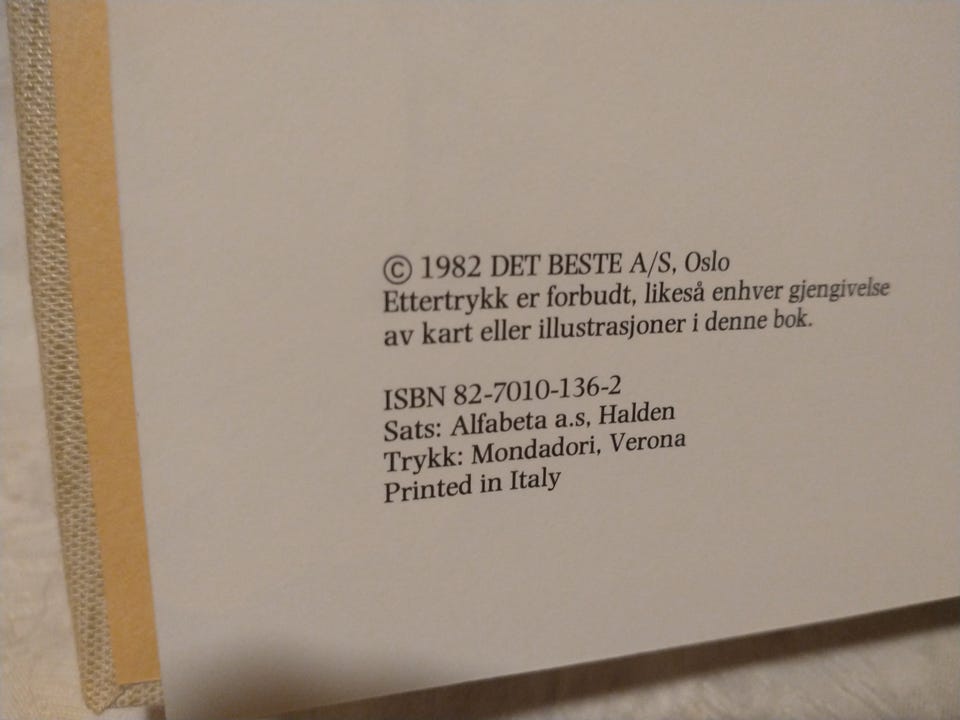 © 1982 DET BESTE A/S, Oslo
Ettertrykk er forbudt, likeså enhver gjengivelse
av kart eller illustrasjoner i denne bok.
ISBN 82-7010-136-2
Sats: Alfabeta a.s, Halden
Trykk: Mondadori, Verona
Printed in Italy